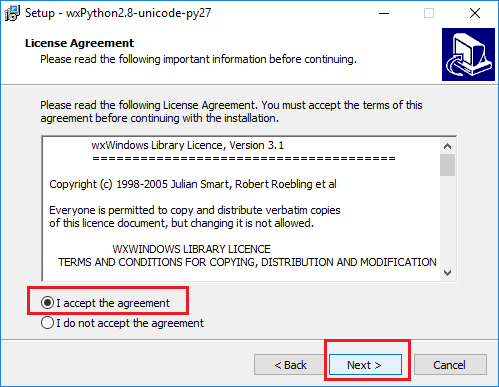 Setup - wxPython2.8-unicode-py27
License Agreement
Please read the following important information before continuing.
Please read the following License Agreement. You must accept the terms of this
agreement before continuing with the installation.
wxWindows Library Licence, Version 3.1
======================================
Copyright (c) 1998-2005 Julian Smart, Robert Roebling et al
Everyone is permitted to copy and distribute verbatim copies
of this licence document, but changing it is not allowed.
WXWINDOWS LIBRARY LICENCE
TERMS AND CONDITIONS FOR COPYING, DISTRIBUTION AND MODIFICATION
I accept the agreement
I do not accept the agreement
< Back
Next >
Cancel